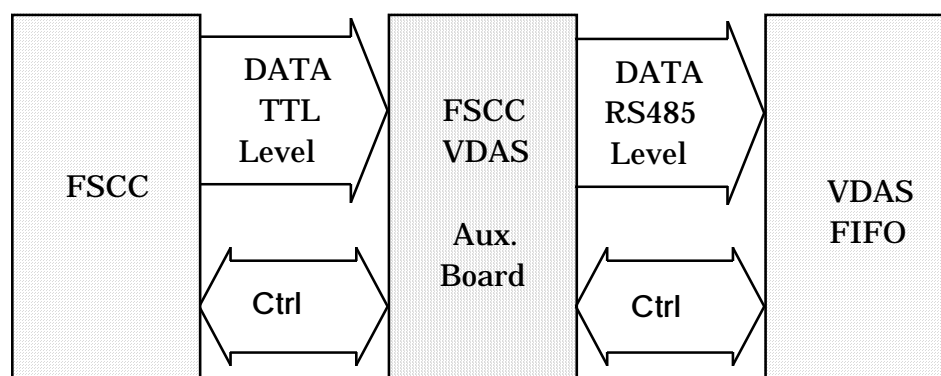 FSCC
DATA
TTL
Level
Ctrl
FSCC
VDAS
Aux.
Board
DATA
RS485
Level
Ctrl
VDAS
FIFO